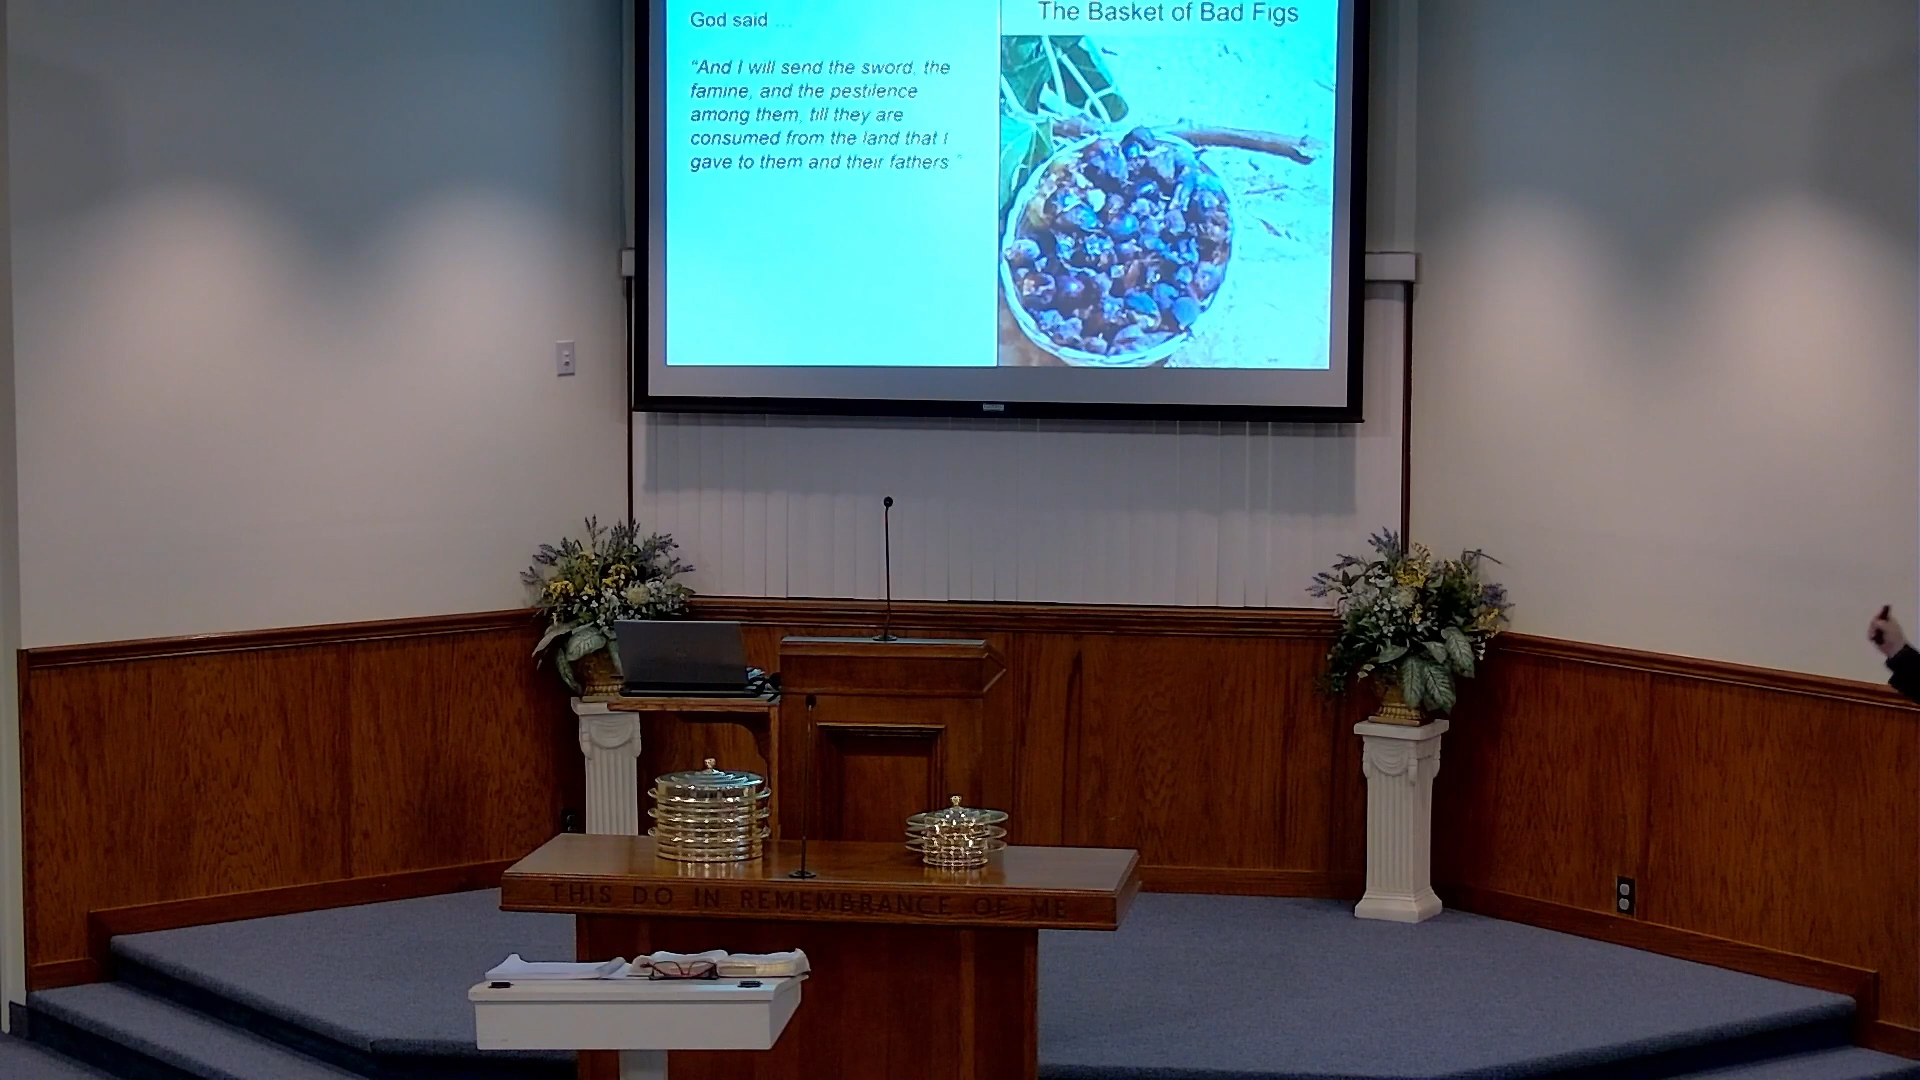 God said ...
The Basket of Bad Figs
“And I will send the sword, the
famine, and the pestilence
among them, till they are
consumed from the land that I
gave to them and their fathers.”
THIS DO IN REMEMBRANCE OF ME